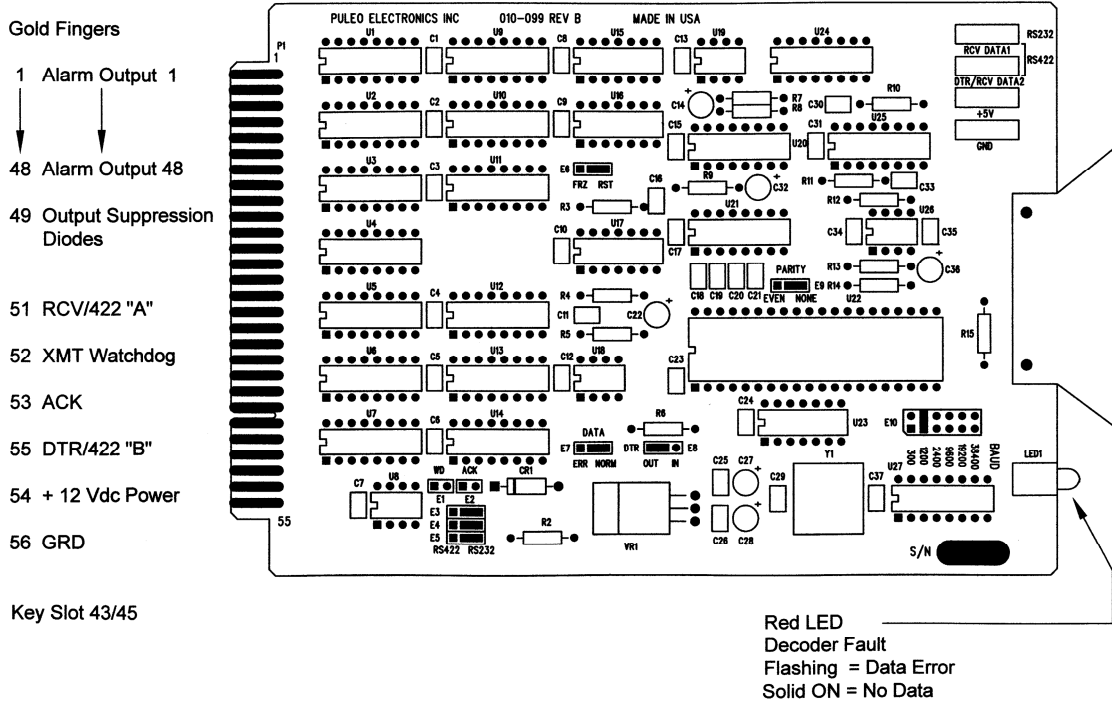 Gold Fingers
1 Alarm Output 1
48 Alarm Output 48
49 Output Suppression
Diodes
51 RCV/422 "A"
52 XMT Watchdog
53 ACK
55 DTR/422 "B"
54 + 12 Vdc Power
56 GRD
Key Slot 43/45
PULEO ELECTRONICS INC 010-099 REV B MADE IN USA
P1
1
U1 C1 U9 C8 U15 C13 U19 U24
RS232
RCV DATA1
RS422
DTR/RCV DATA2
+5V
GND
U2 C2 U10 C9 U16 C14 + R7 R8 C30 R10
C15 U20 C31 U25
U3 C3 U11 E6 FRZ RST
C16 R9 + C32 R11 C33
R3 R12
U4 C10 U17 C17 U21 C34 U26 C35
R13 + C36
C18 C19 C20 C21 PARITY
EVEN NONE E9 R14 U22
U5 C4 U12 R4 C11 R5 C22 +
R15
U6 C5 U13 C12 U18 C23
U7 C6 U14 R6 C24 U23 E10
DATA
E7 ERR NORM
DTR E8
OUT IN
300 1200 2400 9600 19200 38400 BAUD
LED1
C7 U8 WD ACK CR1
E1 E2
E3
E4
E5
RS422 RS232
R2 VR1
C25 C27 +
C26 C28 +
C29 Y1 C37 U27
S/N
55
Red LED
Decoder Fault
Flashing = Data Error
Solid ON = No Data